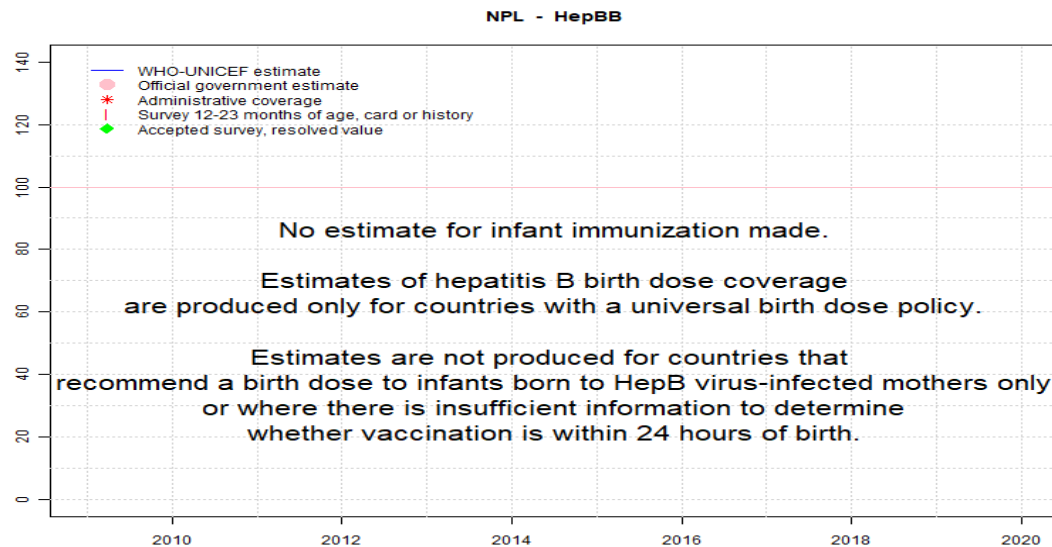 NPL - HepBB
140
120
100
80
60
40
20
0
WHO-UNICEF estimate
Official government estimate
Administrative coverage
Survey 12-23 months of age, card or history
Accepted survey, resolved value
No estimate for infant immunization made.
Estimates of hepatitis B birth dose coverage
are produced only for countries with a universal birth dose policy.
Estimates are not produced for countries that
recommend a birth dose to infants born to HepB virus-infected mothers only
or where there is insufficient information to determine
whether vaccination is within 24 hours of birth.
2010 2012 2014 2016 2018 2020